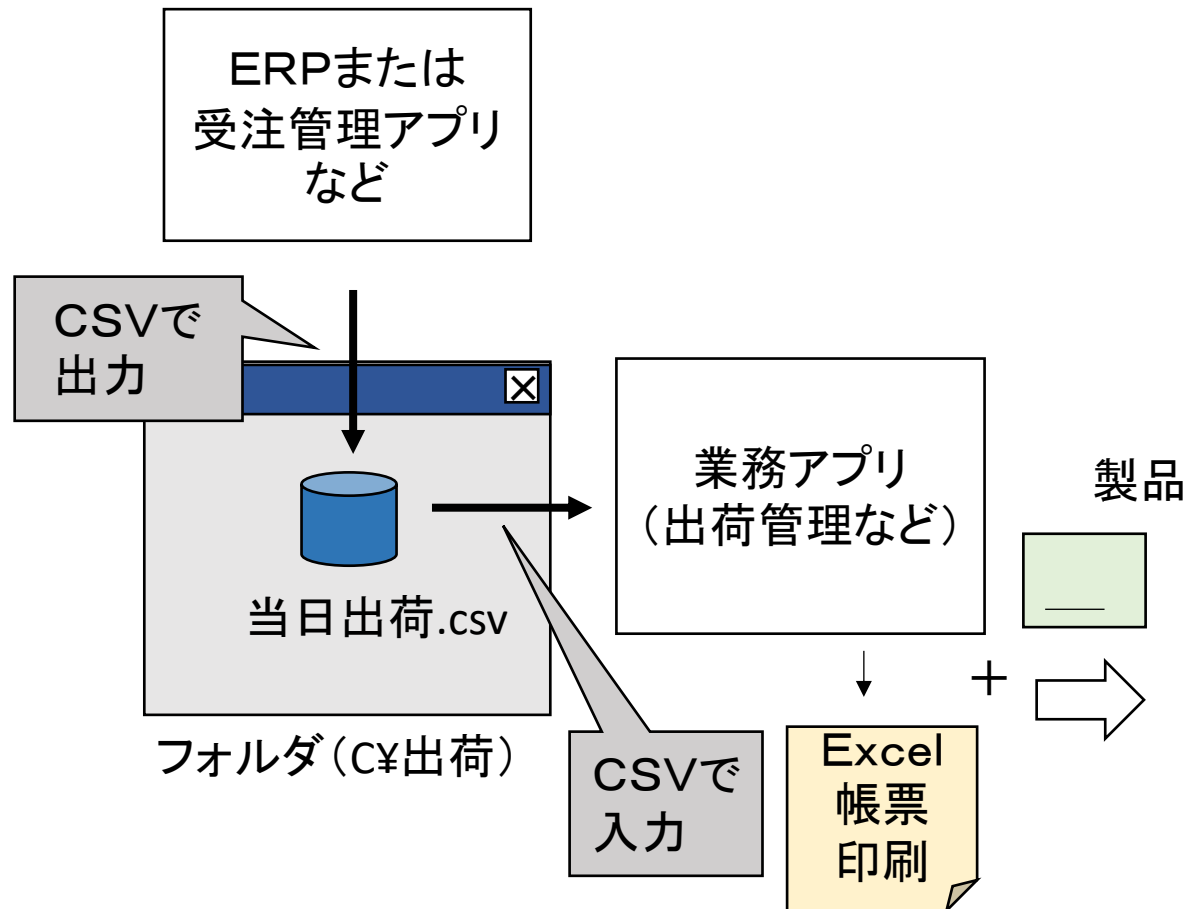 ＥＲＰまたは
受注管理アプリ
など
ＣＳＶで
出力
業務アプリ
（出荷管理など）
製品
当日出荷.csv
＋
フォルダ（C¥出荷）
ＣＳＶで
入力
Ｅｘｃｅｌ
帳票
印刷